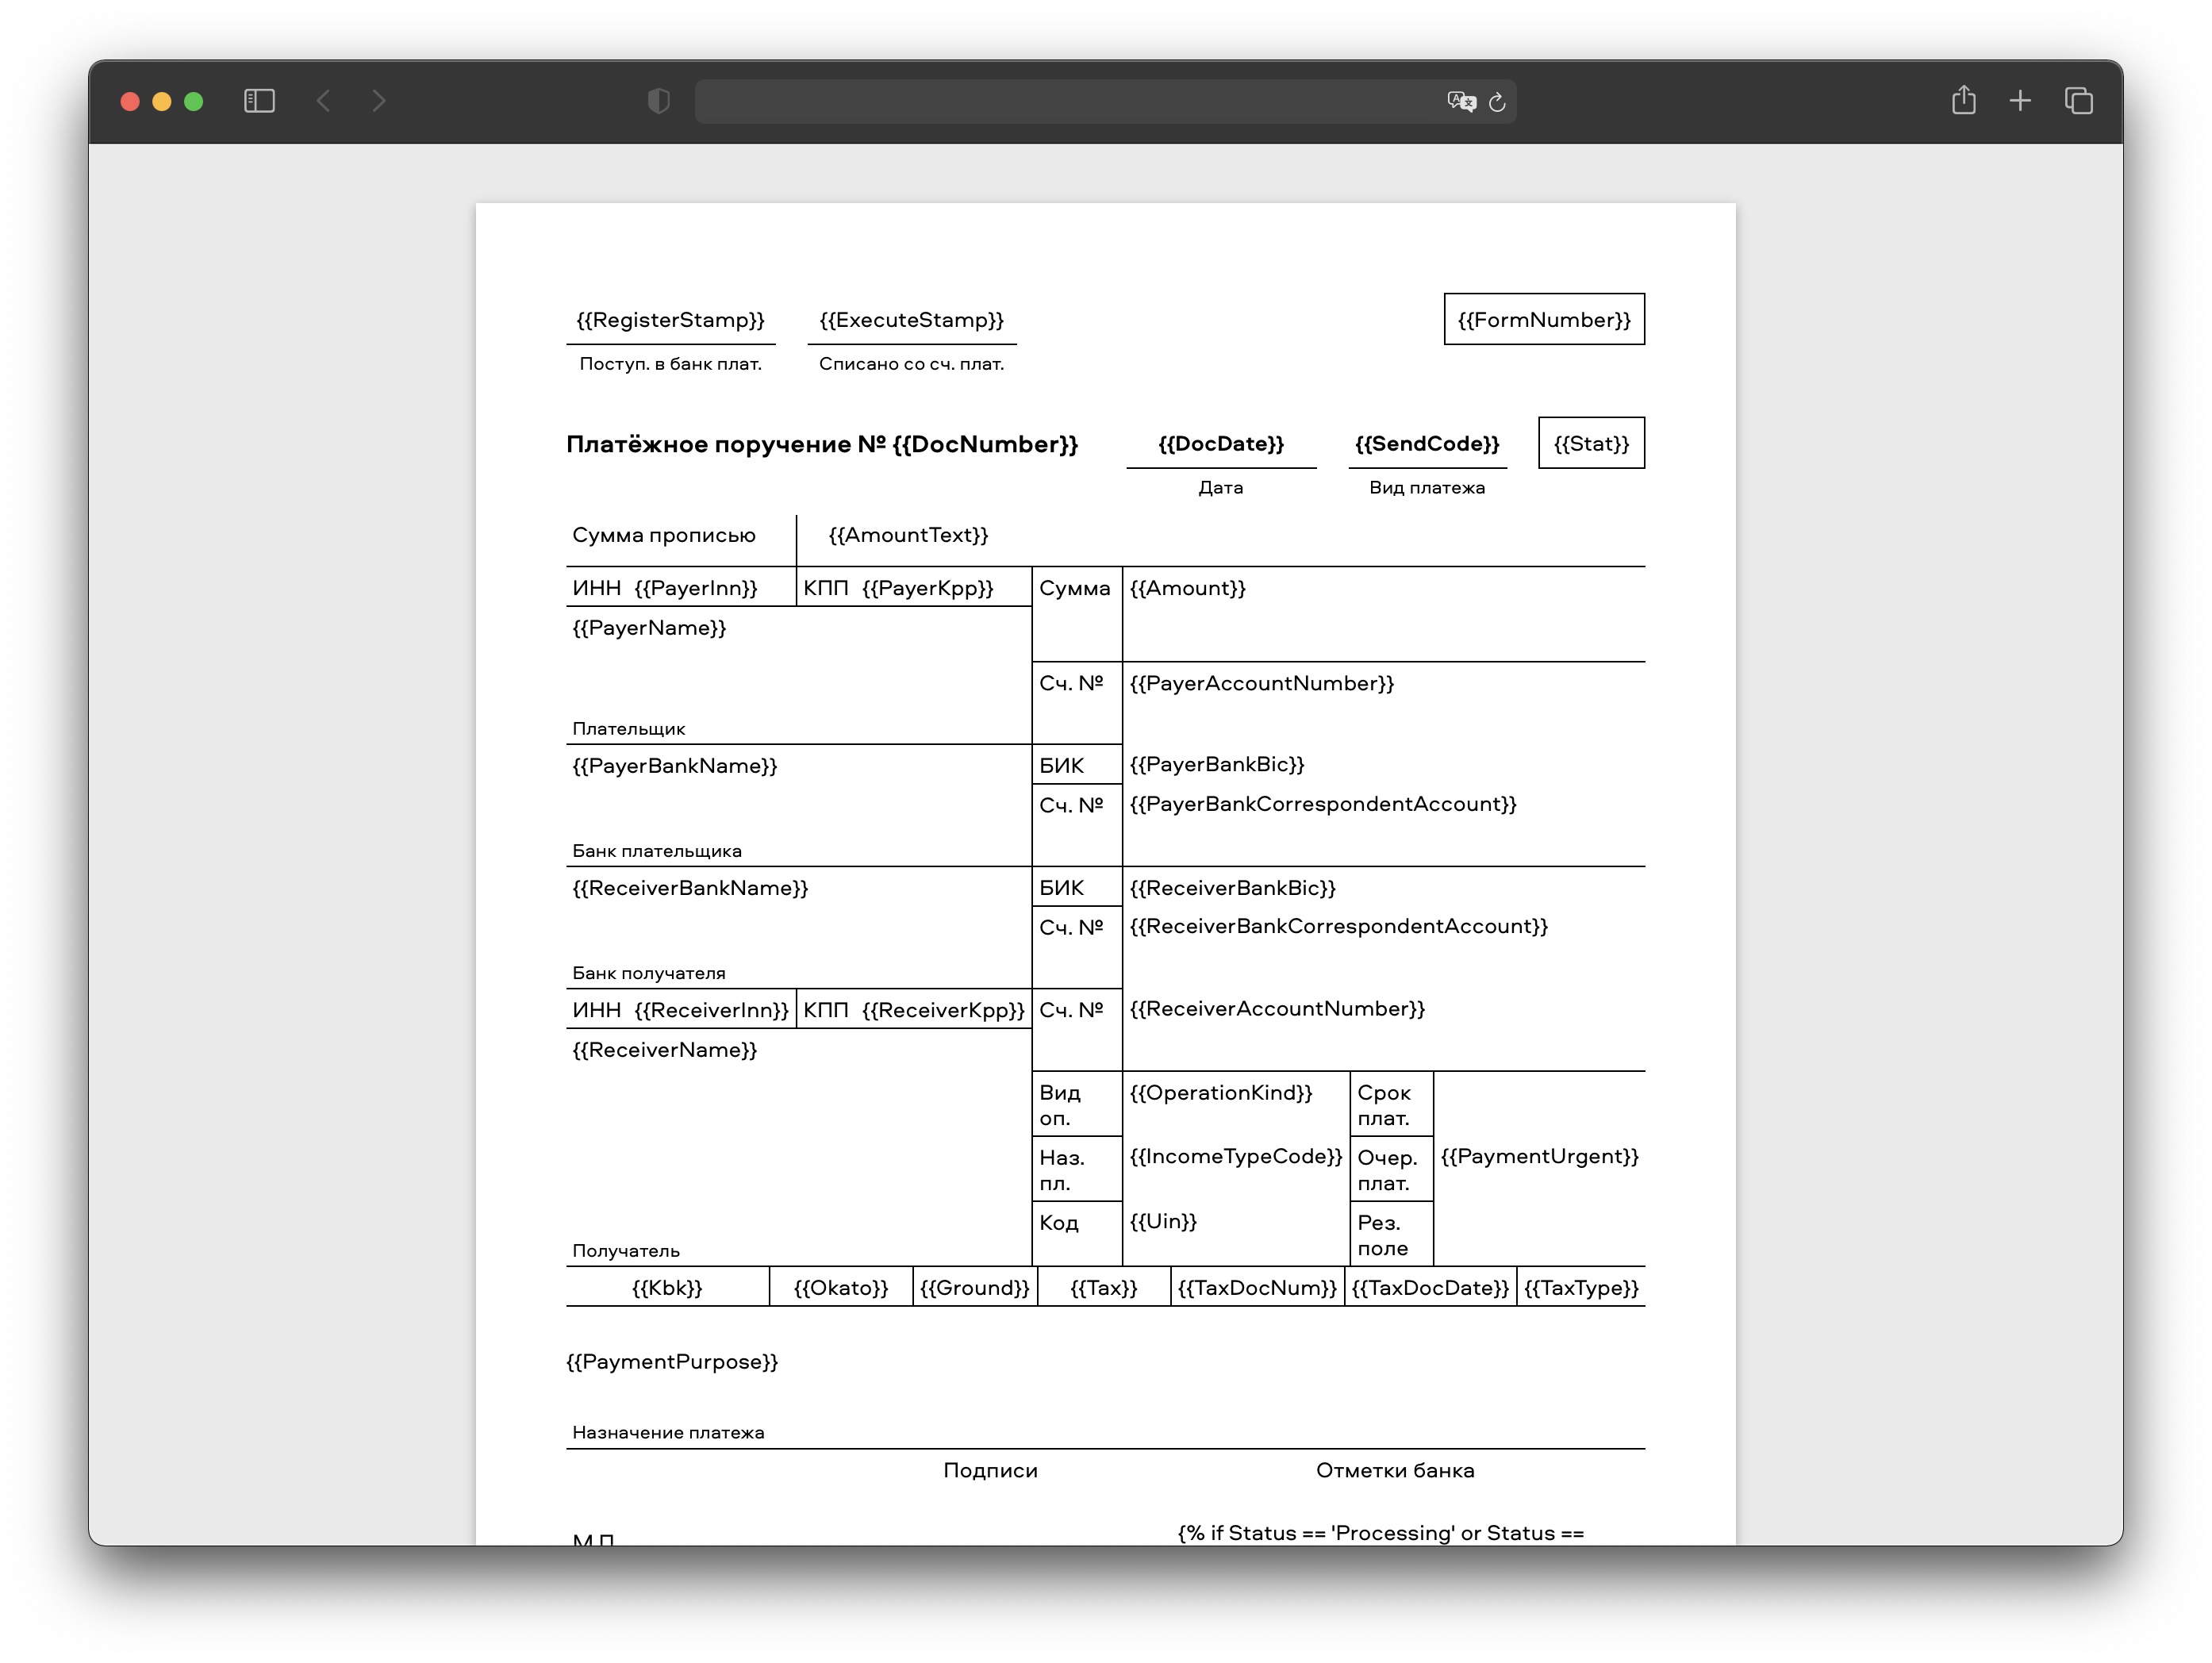 {{RegisterStamp}} {{ExecuteStamp}} {{FormNumber}}
Поступ. в банк плат. Списано со сч. плат.
Платёжное поручение № {{DocNumber}} {{DocDate}} {{SendCode}} {{Stat}}
Дата Вид платежа
Сумма прописью {{AmountText}}
ИНН {{PayerInn}} КПП {{PayerKpp}} Сумма {{Amount}}
{{PayerName}}
Сч. № {{PayerAccountNumber}}
Плательщик
{{PayerBankName}} БИК {{PayerBankBic}}
Сч. № {{PayerBankCorrespondentAccount}}
Банк плательщика
{{ReceiverBankName}} БИК {{ReceiverBankBic}}
Сч. № {{ReceiverBankCorrespondentAccount}}
Банк получателя
ИНН {{ReceiverInn}} КПП {{ReceiverKpp}} Сч. № {{ReceiverAccountNumber}}
{{ReceiverName}}
Вид {{OperationKind}} Срок
оп. плат.
Наз. {{IncomeTypeCode}} Очер. {{PaymentUrgent}}
пл. плат.
Код {{Uin}} Рез.
поле
Получатель
{{Kbk}} {{Okato}} {{Ground}} {{Tax}} {{TaxDocNum}} {{TaxDocDate}} {{TaxType}}
{{PaymentPurpose}}
Назначение платежа
Подписи Отметки банка
{% if Status == 'Processing' or Status ==
М.П.